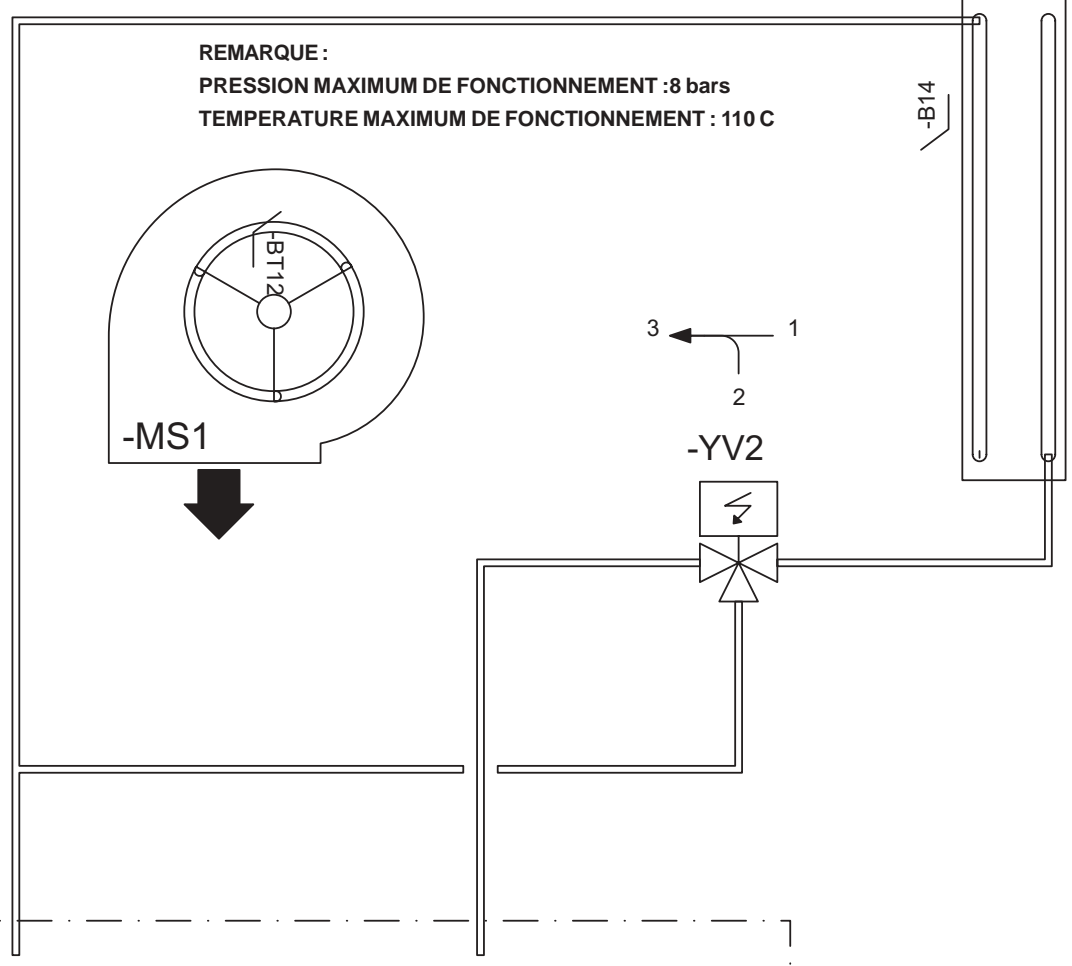 REMARQUE :
PRESSION MAXIMUM DE FONCTIONNEMENT :8 bars
TEMPERATURE MAXIMUM DE FONCTIONNEMENT : 110 C
-B14
-BT12
3
1
2
-MS1
-YV2